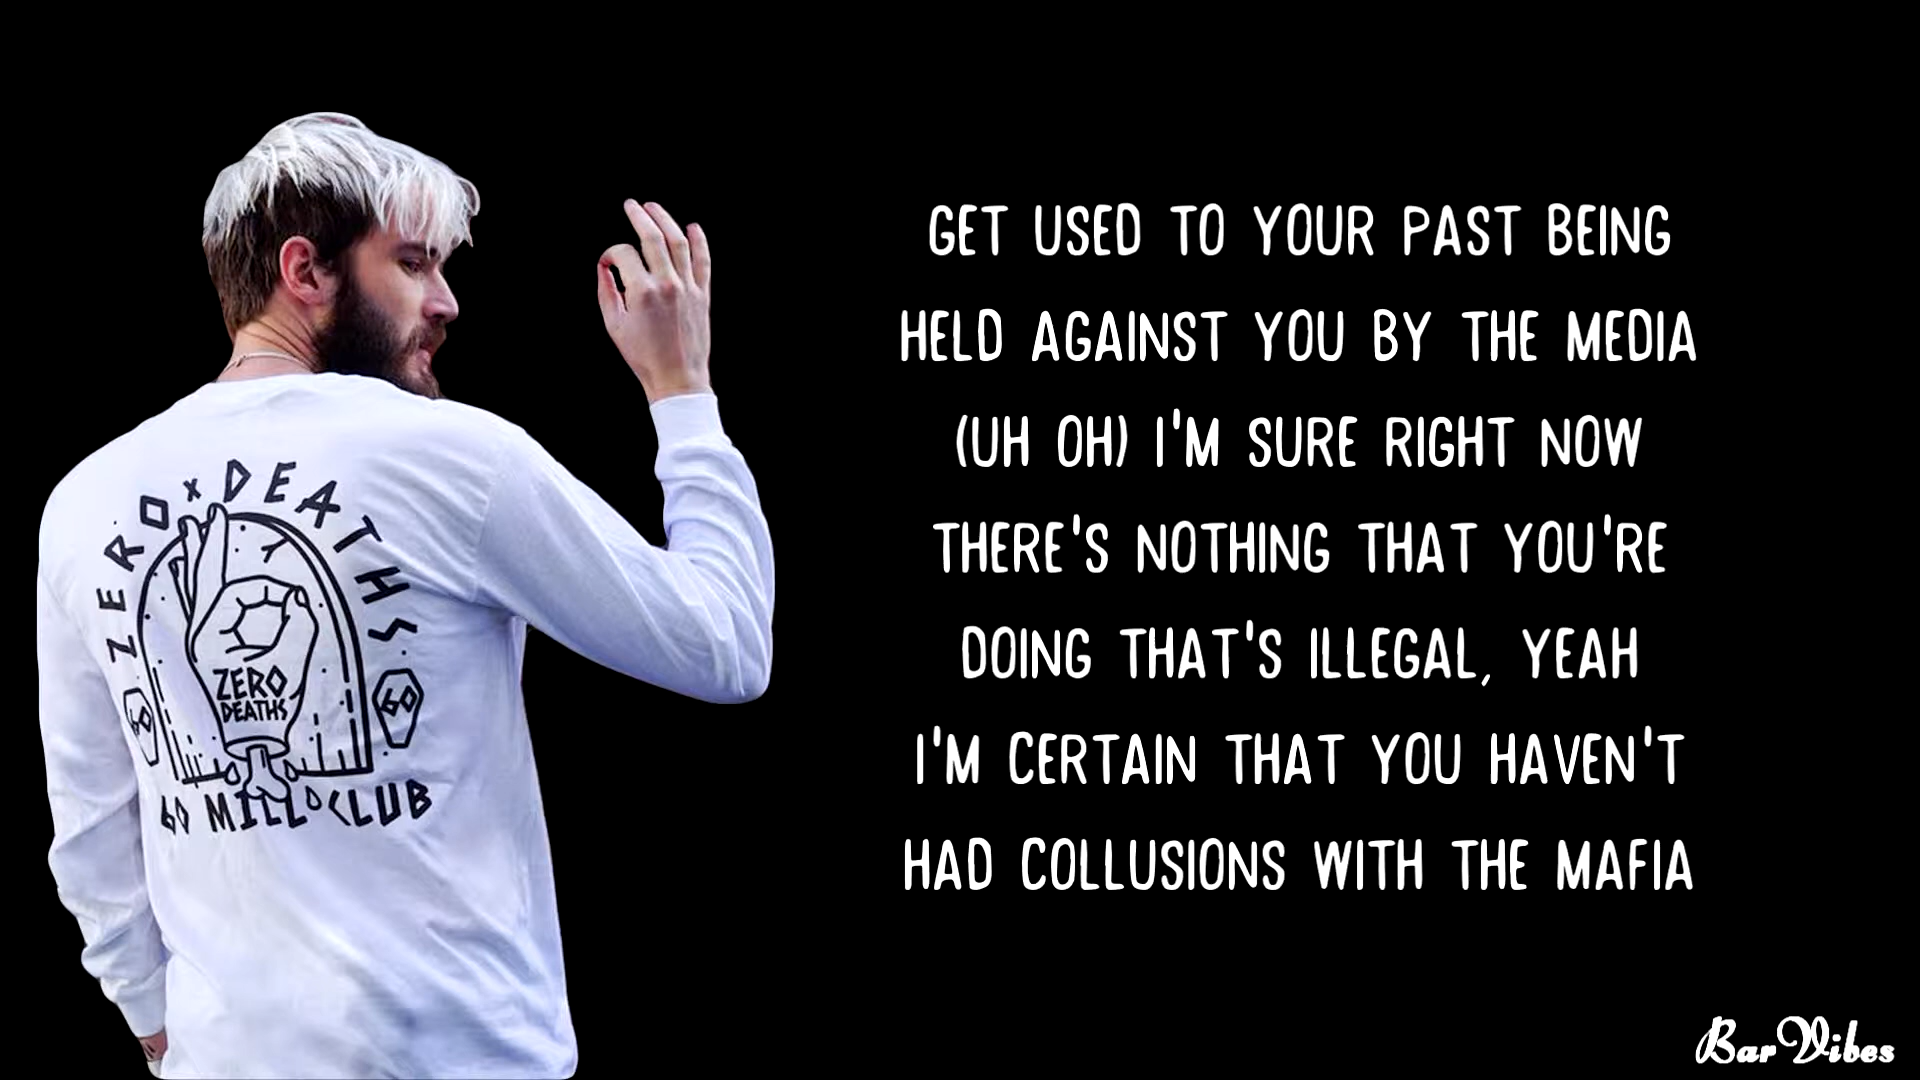 ZERO x DEATHS
ZERO
DEATHS
60
60
60 MILL CLUB
GET USED TO YOUR PAST BEING
HELD AGAINST YOU BY THE MEDIA
(UH OH) I'M SURE RIGHT NOW
THERE'S NOTHING THAT YOU'RE
DOING THAT'S ILLEGAL, YEAH
I'M CERTAIN THAT YOU HAVEN'T
HAD COLLUSIONS WITH THE MAFIA
BarVibes